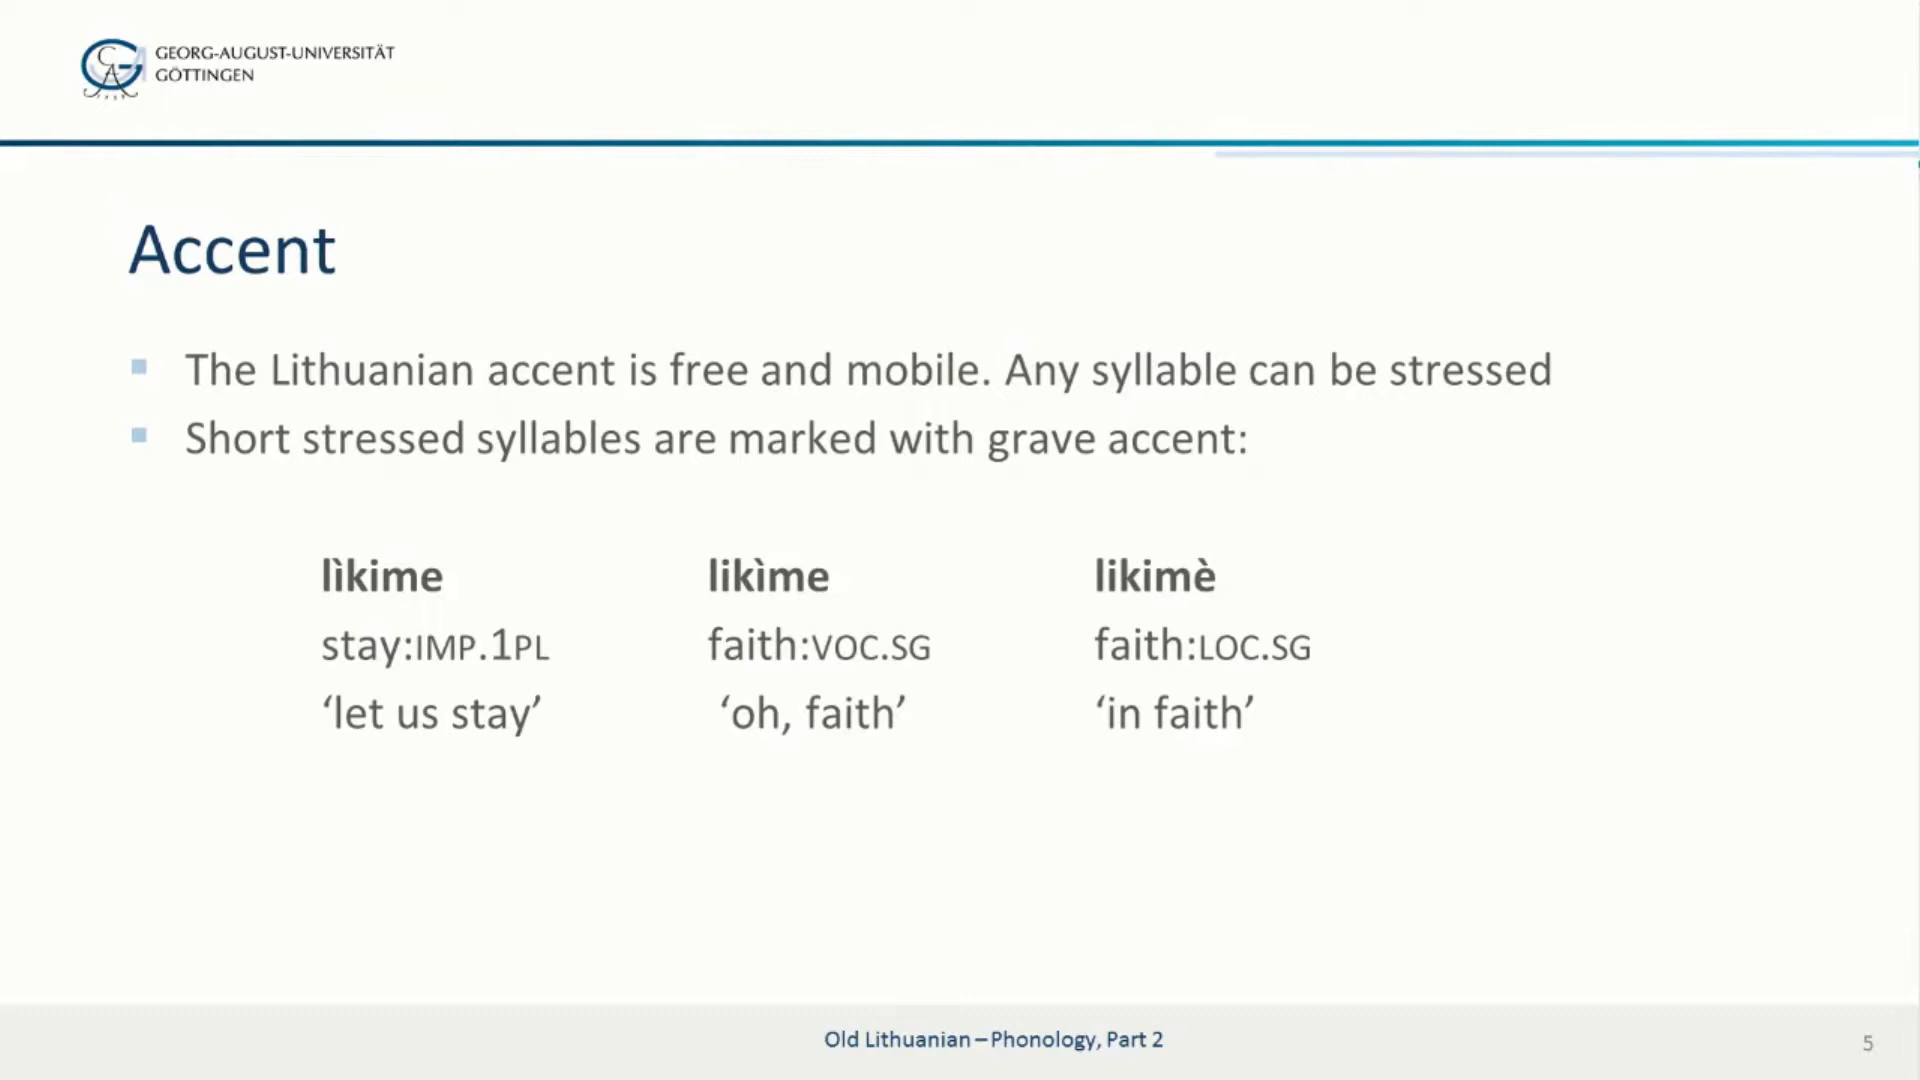 GEORG-AUGUST-UNIVERSITÄT
GÖTTINGEN
Accent
The Lithuanian accent is free and mobile. Any syllable can be stressed
Short stressed syllables are marked with grave accent:
lìkime likìme likimè
stay:IMP.1PL faith:VOC.SG faith:LOC.SG
‘let us stay’ ‘oh, faith’ ‘in faith’
Old Lithuanian – Phonology, Part 2
5